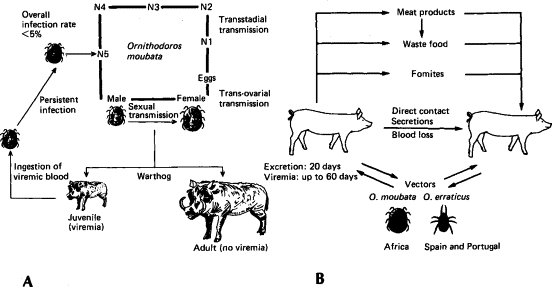 Overall
infection rate
<5%
N4
N3
N2
Transstadial
transmission
Ornithodoros
moubata
N1
N5
Eggs
Trans-ovarial
transmission
Male
Female
Sexual
transmission
Persistent
infection
Ingestion of
viremic blood
Warthog
Juvenile
(viremia)
Adult (no viremia)
A
Meat products
Waste food
Fomites
Direct contact
Secretions
Blood loss
Excretion: 20 days
Viremia: up to 60 days
Vectors
O. moubata
O. erraticus
Africa
Spain and Portugal
B